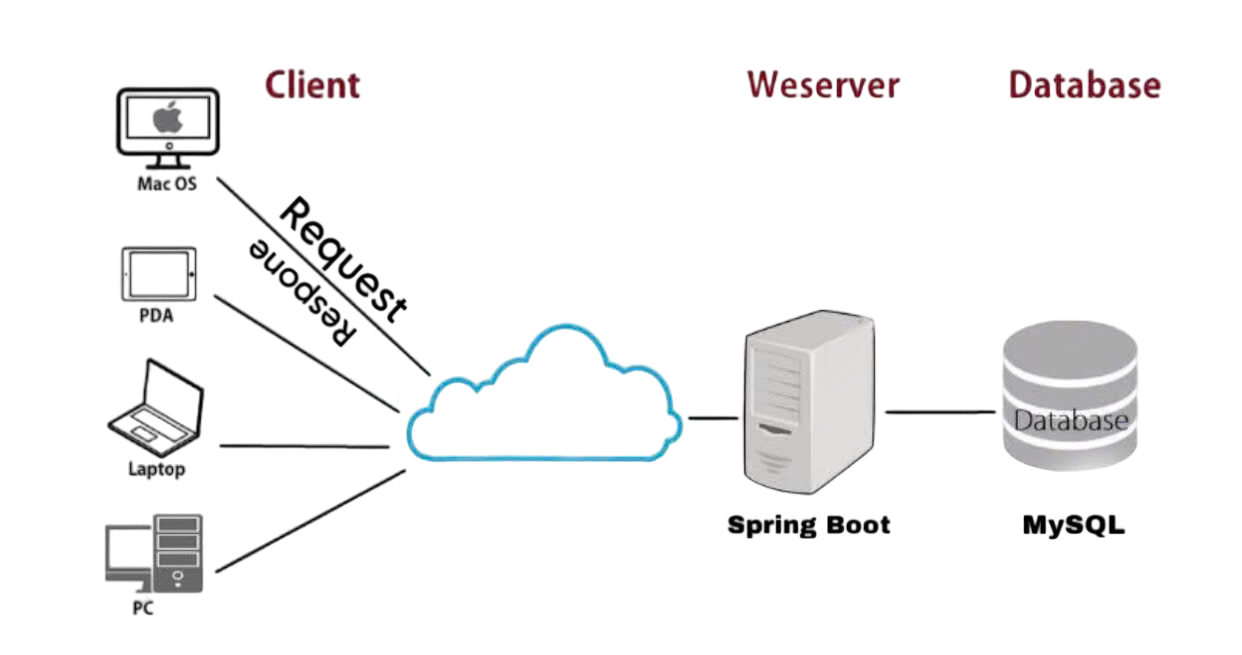 Client
Weserver
Database
Mac OS
Request
Respone
PDA
Laptop
PC
Spring Boot
Database
MySQL